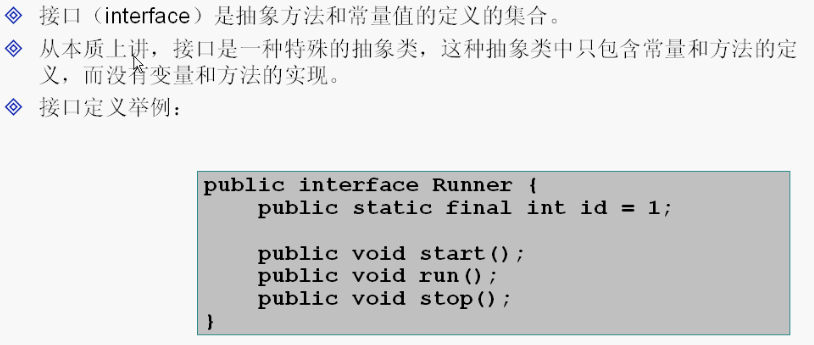 接口（interface）是抽象方法和常量值的定义的集合。
从本质上讲，接口是一种特殊的抽象类，这种抽象类中只包含常量和方法的定
义，而没有变量和方法的实现。
接口定义举例：
public interface Runner {
public static final int id = 1;
public void start();
public void run();
public void stop();
}